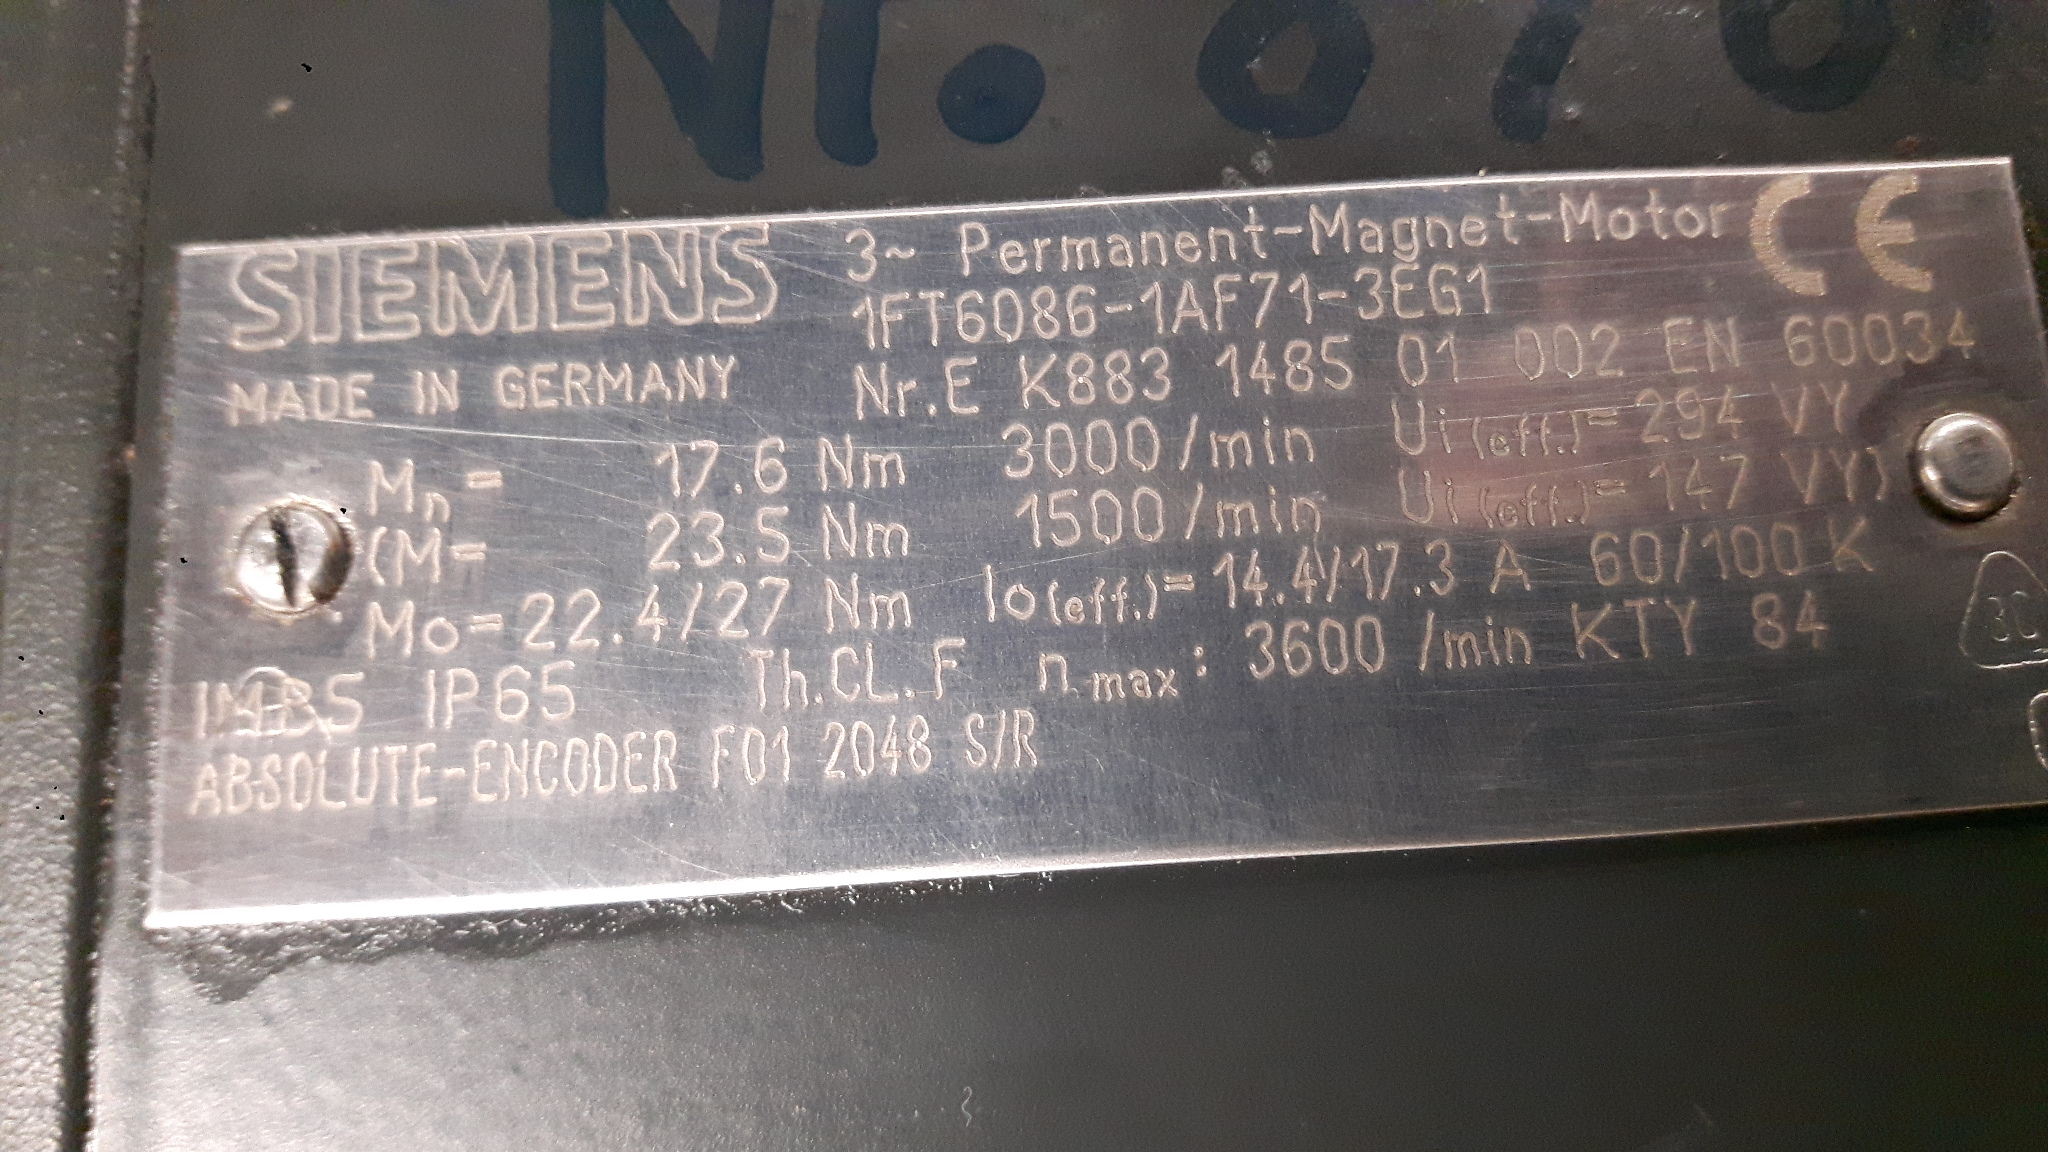 Nr.
SIEMENS 3~ Permanent-Magnet-Motor CE
1FT6086-1AF71-3EG1
MADE IN GERMANY Nr.E K883 1485 01 002 EN 60034
Mn = 17.6 Nm 3000/min Ui(eff.)= 294 VY
(M= 23.5 Nm 1500/min Ui(eff.)= 147 VY)
Mo=22.4/27 Nm Io(eff.)= 14.4/17.3 A 60/100 K
IP65 Th.CL.F n max: 3600 /min KTY 84
ABSOLUTE-ENCODER F01 2048 S/R